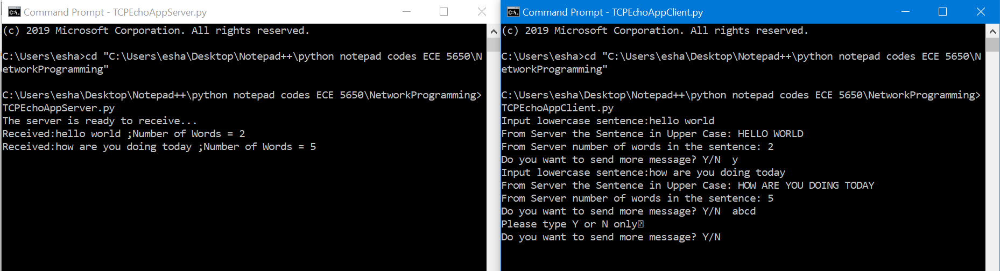 Command Prompt - TCPEchoAppServer.py
(c) 2019 Microsoft Corporation. All rights reserved.
C:\Users\esha>cd "C:\Users\esha\Desktop\Notepad++\python notepad codes ECE 5650\N
etworkProgramming"
C:\Users\esha\Desktop\Notepad++\python notepad codes ECE 5650\NetworkProgramming>
TCPEchoAppServer.py
The server is ready to receive...
Received:hello world ;Number of Words = 2
Received:how are you doing today ;Number of Words = 5
Command Prompt - TCPEchoAppClient.py
(c) 2019 Microsoft Corporation. All rights reserved.
C:\Users\esha>cd "C:\Users\esha\Desktop\Notepad++\python notepad codes ECE 5650\N
etworkProgramming"
C:\Users\esha\Desktop\Notepad++\python notepad codes ECE 5650\NetworkProgramming>
TCPEchoAppClient.py
Input lowercase sentence:hello world
From Server the Sentence in Upper Case: HELLO WORLD
From Server number of words in the sentence: 2
Do you want to send more message? Y/N  y
Input lowercase sentence:how are you doing today
From Server the Sentence in Upper Case: HOW ARE YOU DOING TODAY
From Server number of words in the sentence: 5
Do you want to send more message? Y/N  abcd
Please type Y or N only⍰
Do you want to send more message? Y/N